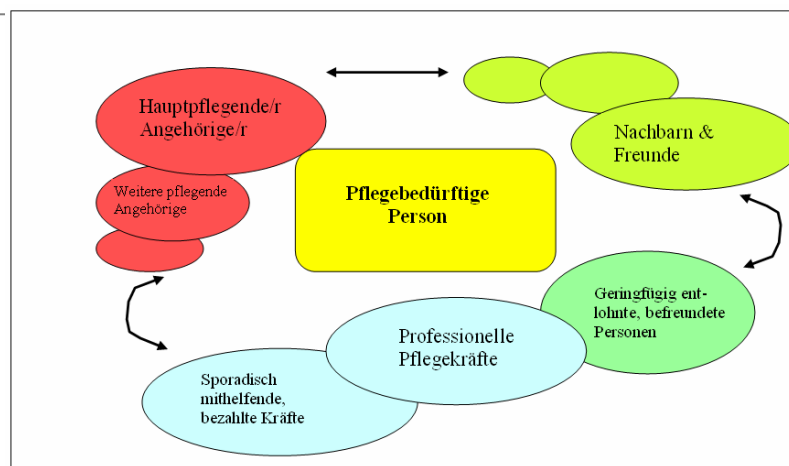 Hauptpflegende/r
Angehörige/r
Nachbarn &
Freunde
Weitere pflegende
Angehörige
Pflegebedürftige
Person
Geringfügig ent-
lohnte, befreundete
Personen
Professionelle
Pflegekräfte
Sporadisch
mithelfende,
bezahlte Kräfte